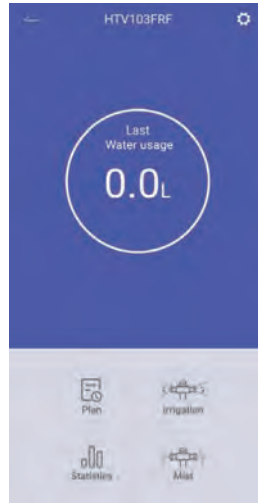 HTV103FRF
Last
Water usage
0.0L
Plan
irrigation
Statistics
Mist